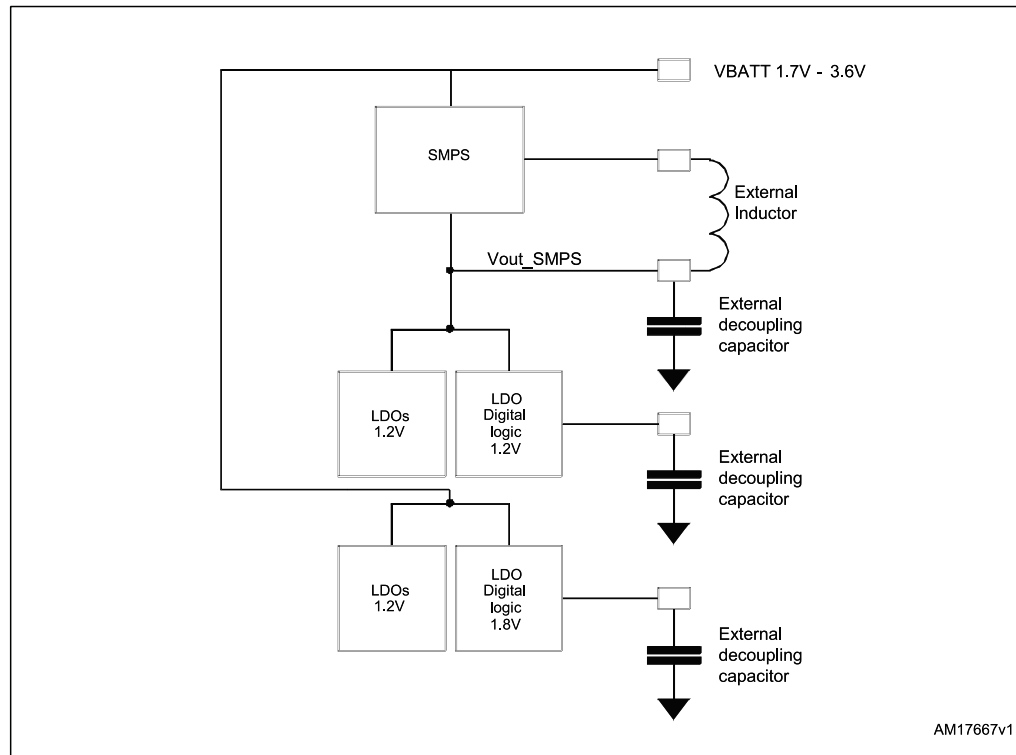 VBATT 1.7V - 3.6V
SMPS
External
Inductor
Vout_SMPS
External
decoupling
capacitor
LDOs
1.2V
LDO
Digital
logic
1.2V
External
decoupling
capacitor
LDOs
1.2V
LDO
Digital
logic
1.8V
External
decoupling
capacitor
AM17667v1